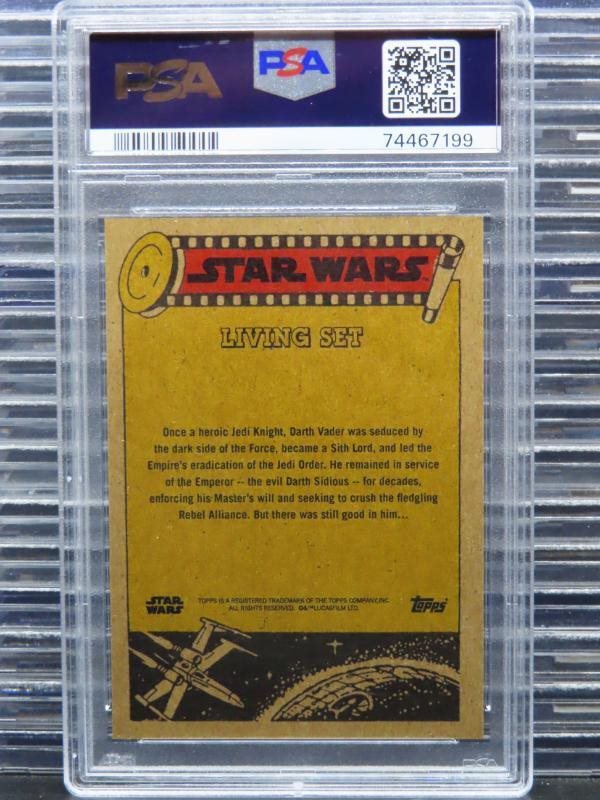 PSA
PSA
74467199
STAR WARS
LIVING SET
Once a heroic Jedi Knight, Darth Vader was seduced by
the dark side of the Force, became a Sith Lord, and led the
Empire's eradication of the Jedi Order. He remained in service
of the Emperor -- the evil Darth Sidious -- for decades,
enforcing his Master's will and seeking to crush the fledgling
Rebel Alliance. But there was still good in him...
STAR WARS
TOPPS IS A REGISTERED TRADEMARK OF THE TOPPS COMPANY, INC.
ALL RIGHTS RESERVED. ©&™ LUCASFILM LTD.
Topps
PSA